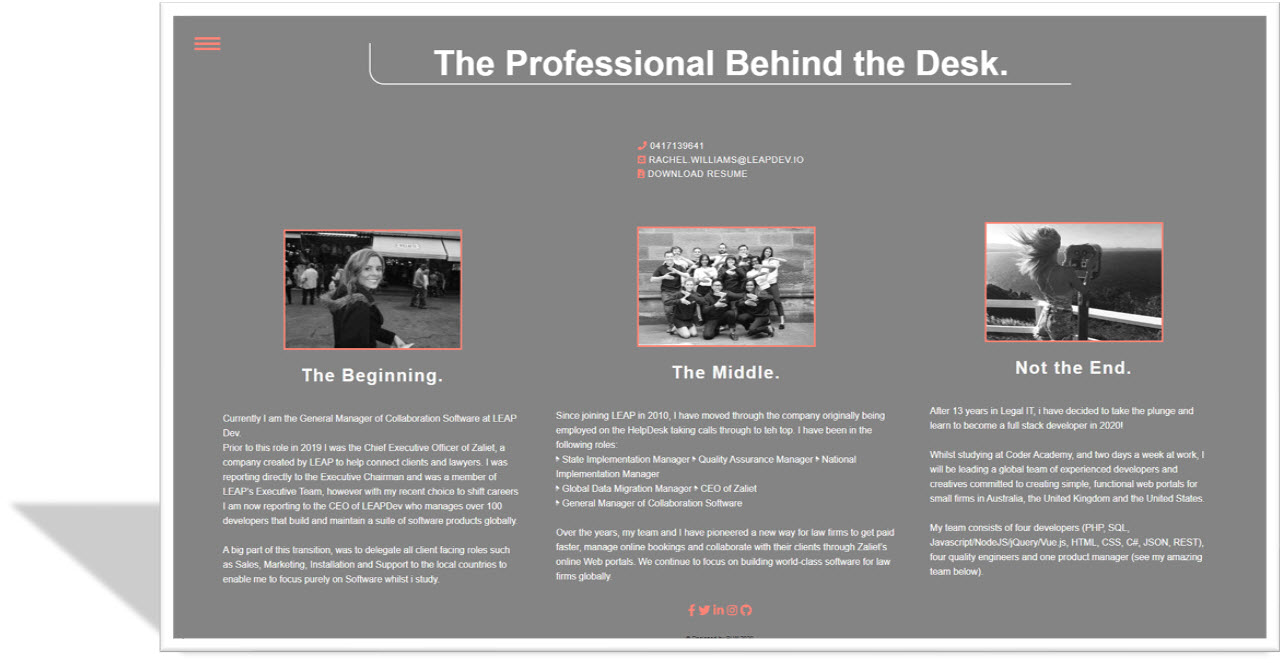 The Professional Behind the Desk.
0417139641
RACHEL.WILLIAMS@LEAPDEV.IO
DOWNLOAD RESUME
The Beginning.
Currently I am the General Manager of Collaboration Software at LEAP
Dev.
Prior to this role in 2019 I was the Chief Executive Officer of Zaliet, a
company created by LEAP to help connect clients and lawyers. I was
reporting directly to the Executive Chairman and was a member of
LEAP's Executive Team, however with my recent choice to shift careers
I am now reporting to the CEO of LEAPDev who manages over 100
developers that build and maintain a suite of software products globally.
A big part of this transition, was to delegate all client facing roles such
as Sales, Marketing, Installation and Support to the local countries to
enable me to focus purely on Software whilst i study.
The Middle.
Since joining LEAP in 2010, I have moved through the company originally being
employed on the HelpDesk taking calls through to teh top. I have been in the
following roles:
State Implementation Manager Quality Assurance Manager National
Implementation Manager
Global Data Migration Manager CEO of Zaliet
General Manager of Collaboration Software
Over the years, my team and I have pioneered a new way for law firms to get paid
faster, manage online bookings and collaborate with their clients through Zaliet's
online Web portals. We continue to focus on building world-class software for law
firms globally.
Not the End.
After 13 years in Legal IT, i have decided to take the plunge and
learn to become a full stack developer in 2020!
Whilst studying at Coder Academy, and two days a week at work, I
will be leading a global team of experienced developers and
creatives committed to creating simple, functional web portals for
small firms in Australia, the United Kingdom and the United States.
My team consists of four developers (PHP, SQL,
Javascript/NodeJS/jQuery/Vue.js, HTML, CSS, C#, JSON, REST),
four quality engineers and one product manager (see my amazing
team below).